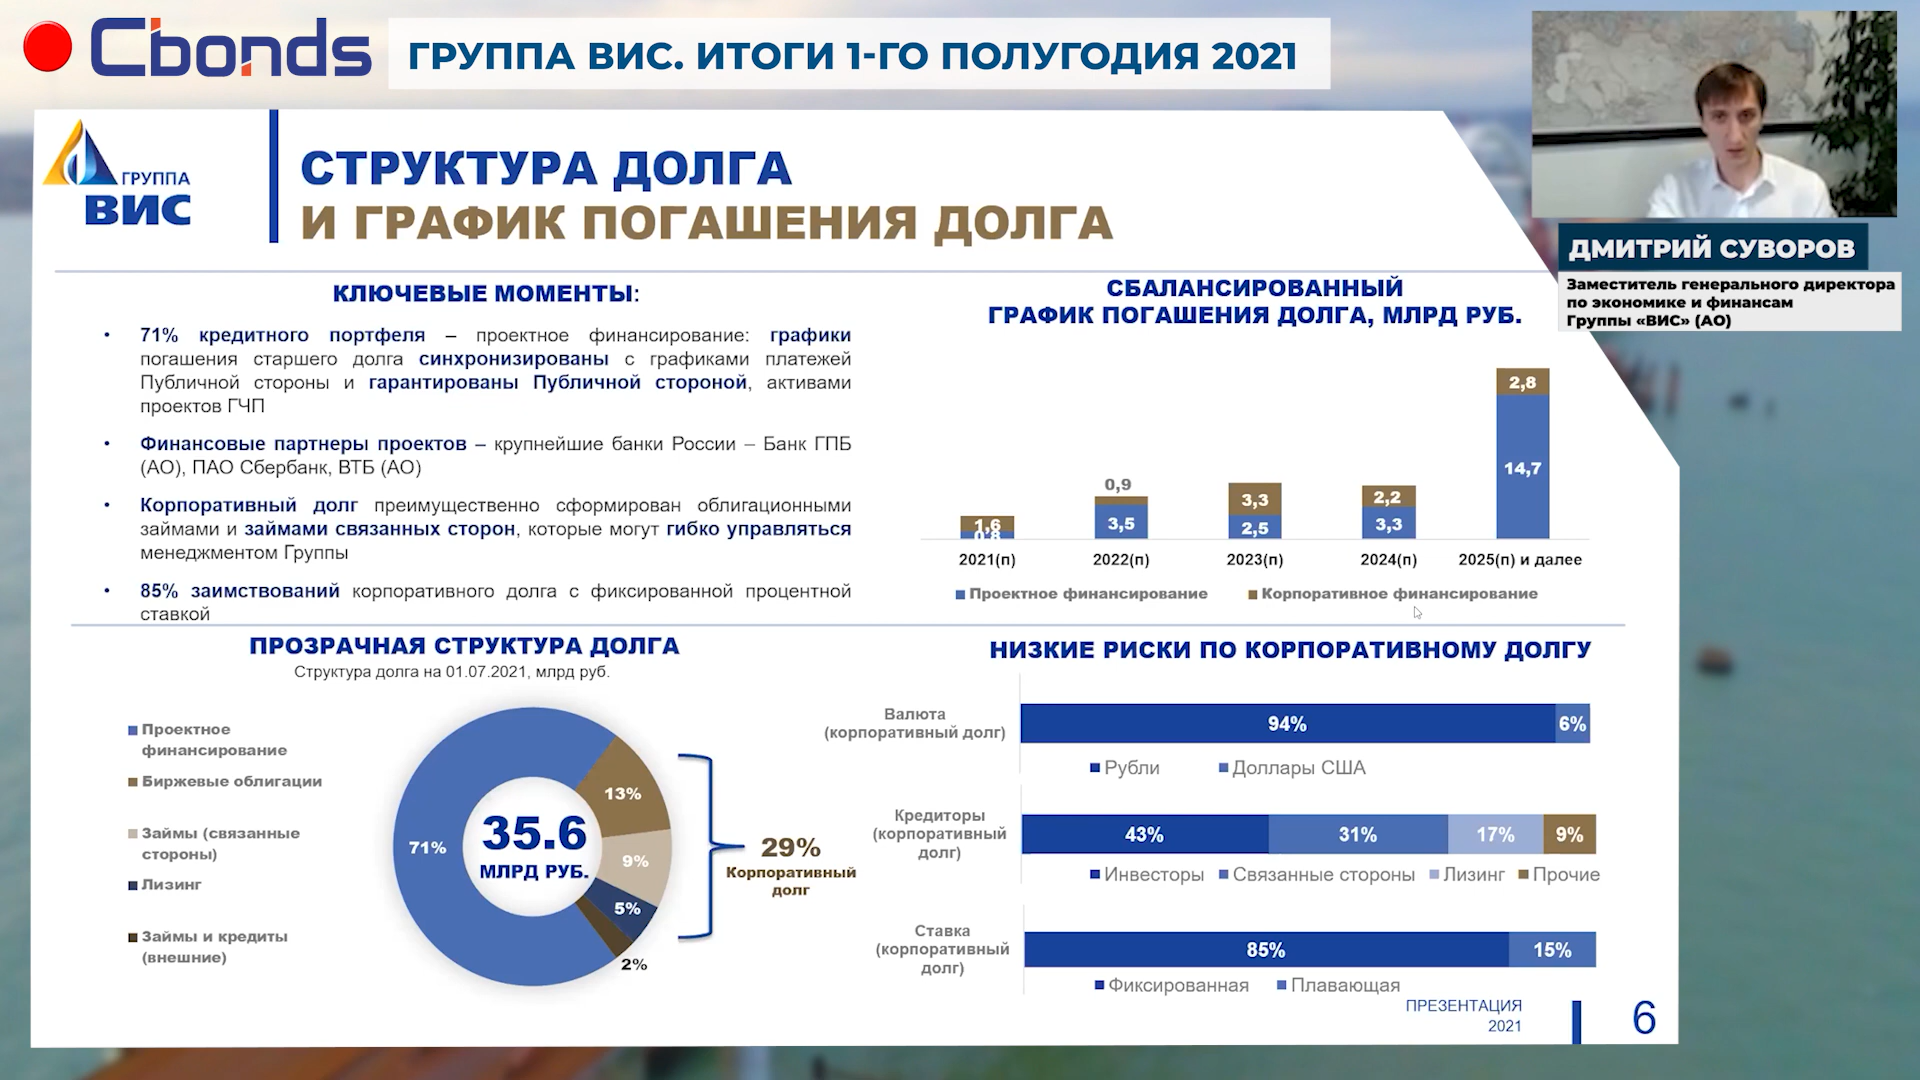 Cbonds
ГРУППА ВИС. ИТОГИ 1-ГО ПОЛУГОДИЯ 2021
ДМИТРИЙ СУВОРОВ
Заместитель генерального директора
по экономике и финансам
Группы «ВИС» (АО)
ГРУППА
ВИС
СТРУКТУРА ДОЛГА
И ГРАФИК ПОГАШЕНИЯ ДОЛГА
КЛЮЧЕВЫЕ МОМЕНТЫ:
• 71% кредитного портфеля – проектное финансирование: графики
погашения старшего долга синхронизированы с графиками платежей
Публичной стороны и гарантированы Публичной стороной, активами
проектов ГЧП
• Финансовые партнеры проектов – крупнейшие банки России – Банк ГПБ
(АО), ПАО Сбербанк, ВТБ (АО)
• Корпоративный долг преимущественно сформирован облигационными
займами и займами связанных сторон, которые могут гибко управляться
менеджментом Группы
• 85% заимствований корпоративного долга с фиксированной процентной
ставкой
СБАЛАНСИРОВАННЫЙ
ГРАФИК ПОГАШЕНИЯ ДОЛГА, МЛРД РУБ.
2,8
14,7
0,9
3,5
3,3
2,5
2,2
3,3
1,6
0,8
2021(п) 2022(п) 2023(п) 2024(п) 2025(п) и далее
Проектное финансирование Корпоративное финансирование
ПРОЗРАЧНАЯ СТРУКТУРА ДОЛГА
Структура долга на 01.07.2021, млрд руб.
Проектное
финансирование
Биржевые облигации
Займы (связанные
стороны)
Лизинг
Займы и кредиты
(внешние)
71%
13%
9%
5%
2%
35.6
МЛРД РУБ.
29%
Корпоративный
долг
НИЗКИЕ РИСКИ ПО КОРПОРАТИВНОМУ ДОЛГУ
Валюта
(корпоративный долг)
94% 6%
Рубли Доллары США
Кредиторы
(корпоративный
долг)
43% 31% 17% 9%
Инвесторы Связанные стороны Лизинг Прочие
Ставка
(корпоративный
долг)
85% 15%
Фиксированная Плавающая
ПРЕЗЕНТАЦИЯ
2021
6